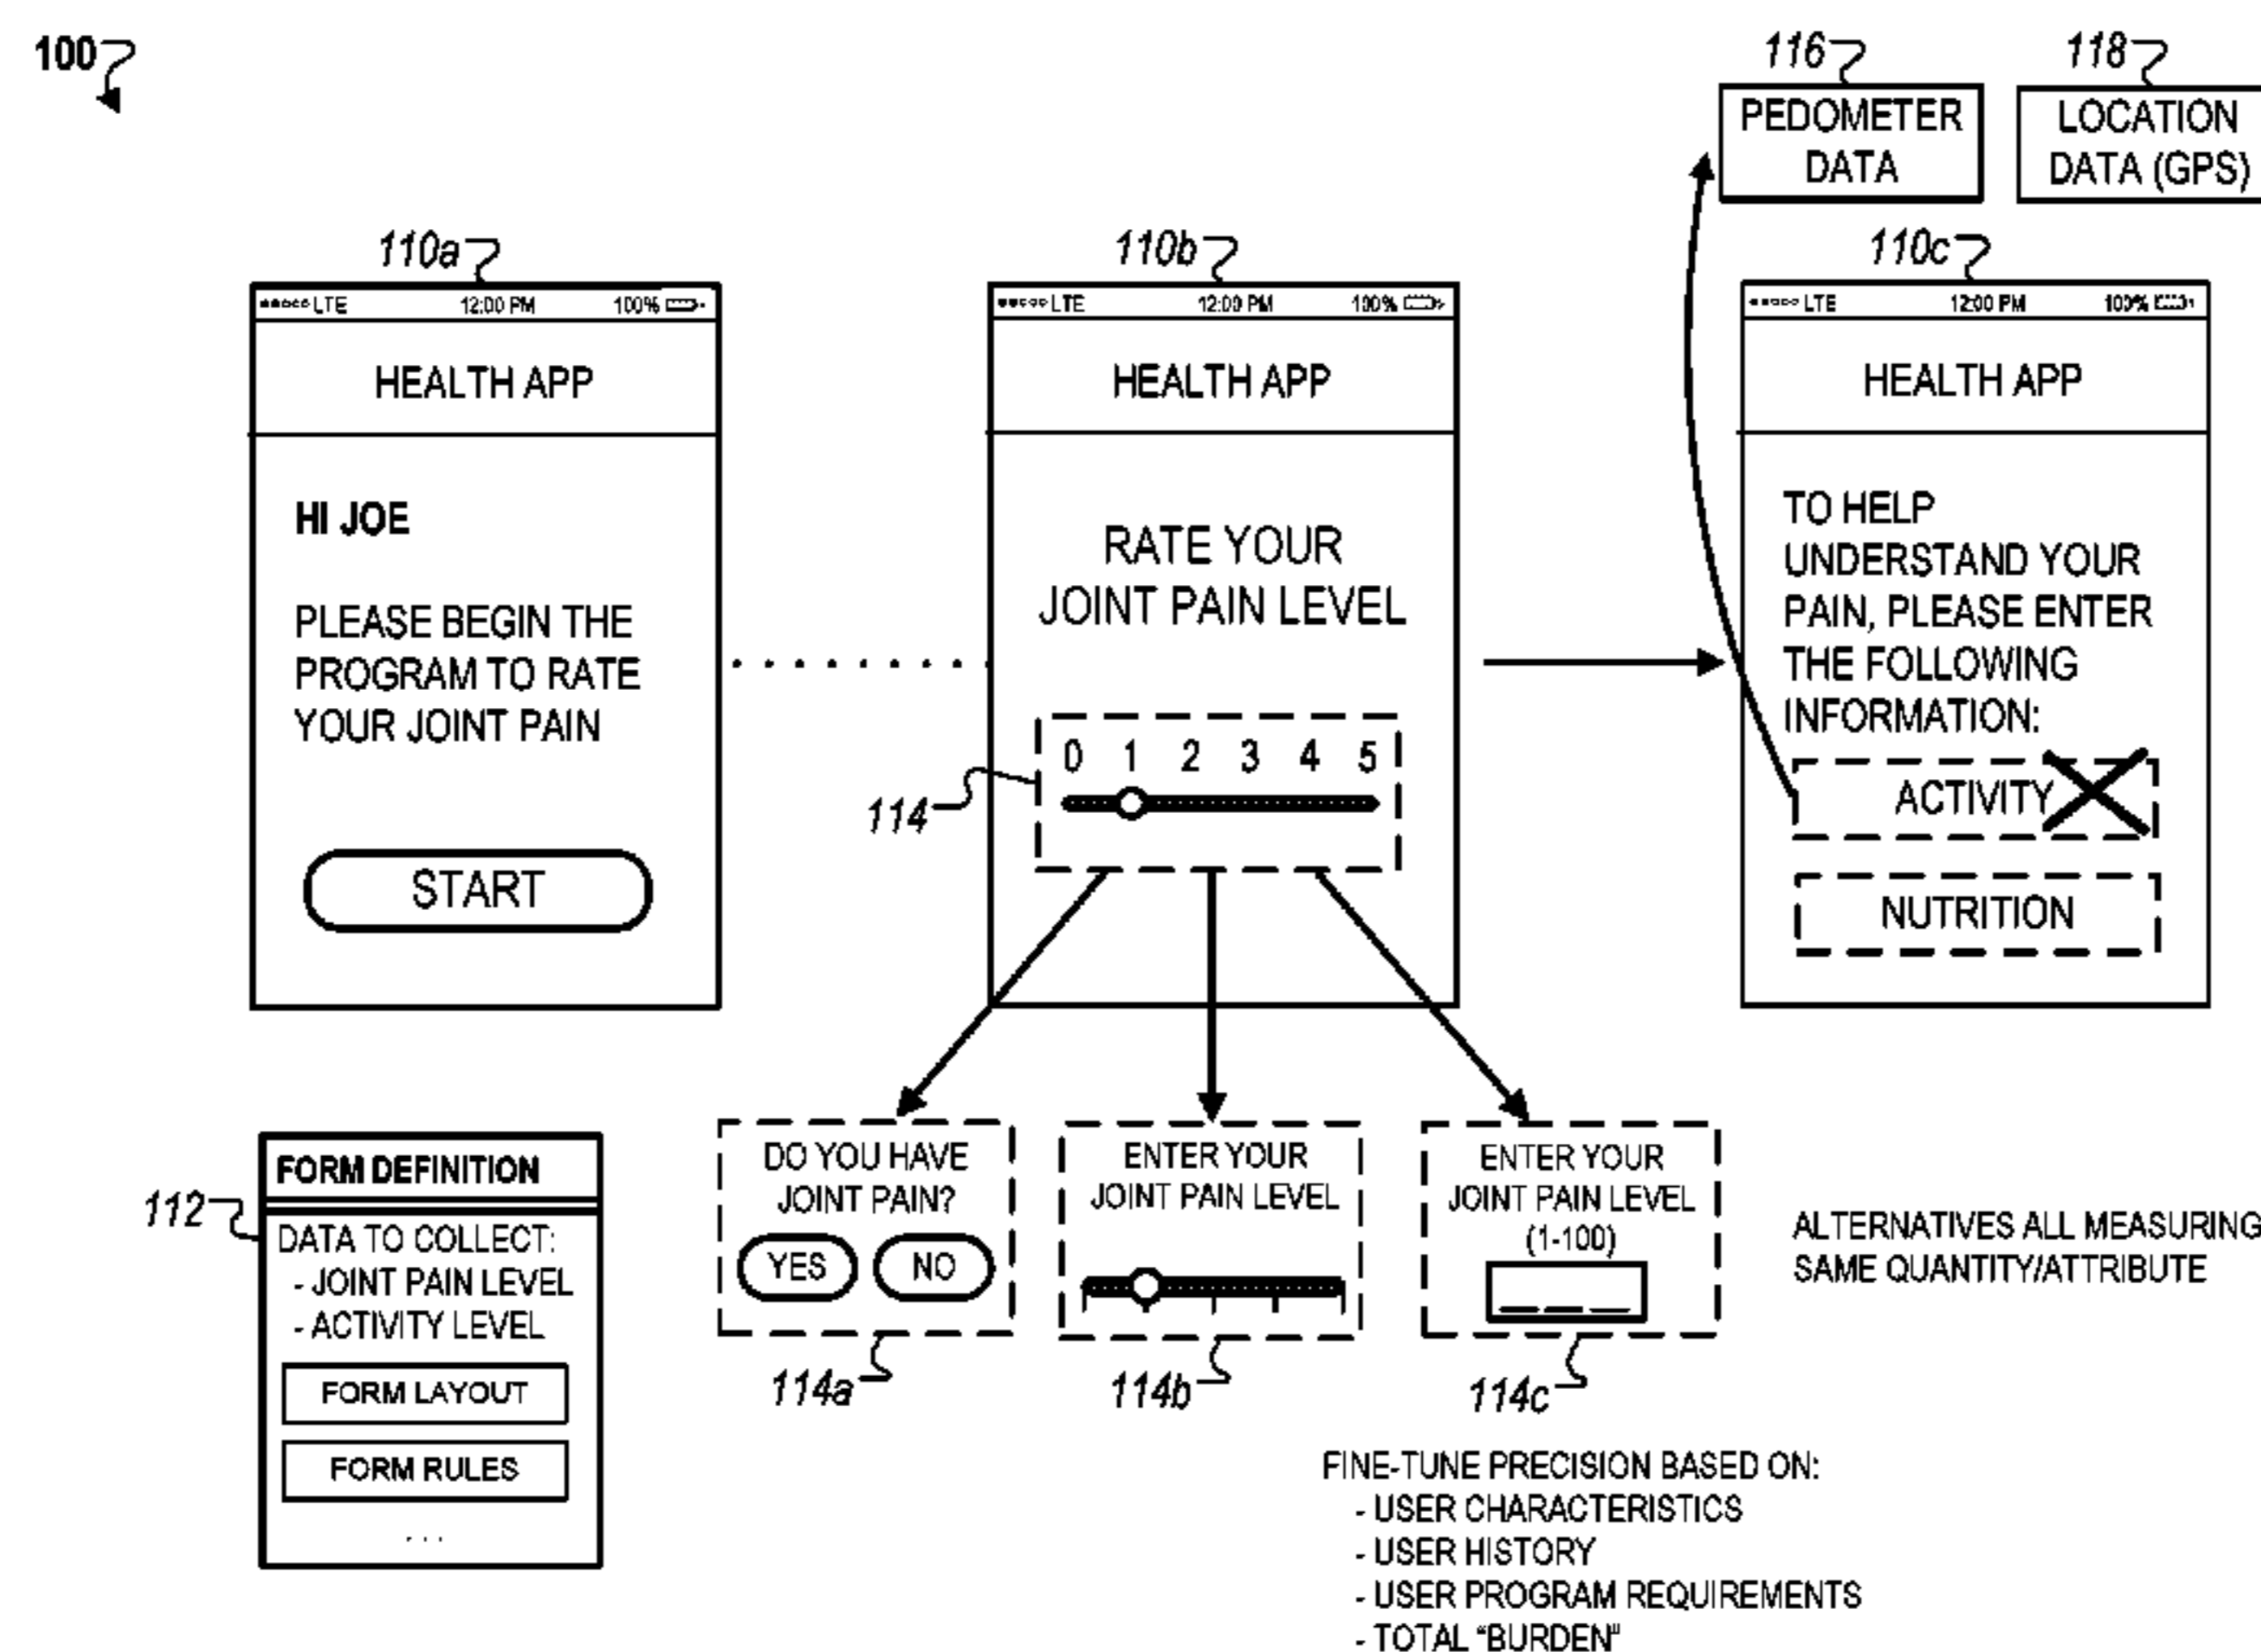 100
116
118
PEDOMETER
DATA
LOCATION
DATA (GPS)
110a
LTE 12:00 PM 100%
HEALTH APP
HI JOE
PLEASE BEGIN THE
PROGRAM TO RATE
YOUR JOINT PAIN
START
110b
LTE 12:00 PM 100%
HEALTH APP
RATE YOUR
JOINT PAIN LEVEL
0 1 2 3 4 5
114
110c
LTE 12:00 PM 100%
HEALTH APP
TO HELP
UNDERSTAND YOUR
PAIN, PLEASE ENTER
THE FOLLOWING
INFORMATION:
ACTIVITY
NUTRITION
112
FORM DEFINITION
DATA TO COLLECT:
- JOINT PAIN LEVEL
- ACTIVITY LEVEL
FORM LAYOUT
FORM RULES
. . .
DO YOU HAVE
JOINT PAIN?
YES NO
114a
ENTER YOUR
JOINT PAIN LEVEL
114b
ENTER YOUR
JOINT PAIN LEVEL
(1-100)
114c
ALTERNATIVES ALL MEASURING
SAME QUANTITY/ATTRIBUTE
FINE-TUNE PRECISION BASED ON:
- USER CHARACTERISTICS
- USER HISTORY
- USER PROGRAM REQUIREMENTS
- TOTAL "BURDEN"